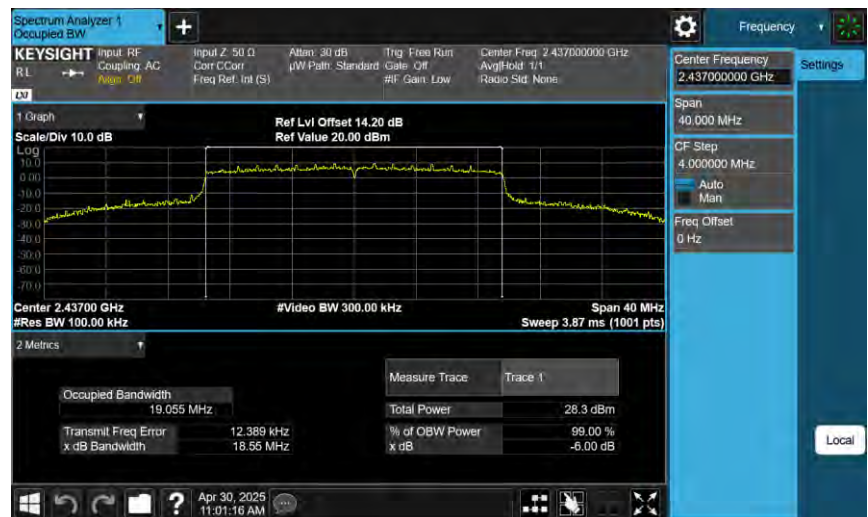 Spectrum Analyzer 1
Occupied BW
+
Frequency
KEYSIGHT Input: RF Input Z: 50 Ω Atten: 30 dB Trig: Free Run Center Freq: 2.437000000 GHz
RL Coupling: AC Corr CCorr µW Path: Standard Gate: Off Avg|Hold: 1/1
Align: Off Freq Ref: Int (S) #IF Gain: Low Radio Std: None
LXI
1 Graph
Scale/Div 10.0 dB
Ref Lvl Offset 14.20 dB
Ref Value 20.00 dBm
Log
10.0
0.00
-10.0
-20.0
-30.0
-40.0
-50.0
-60.0
-70.0
Center 2.43700 GHz #Video BW 300.00 kHz Span 40 MHz
#Res BW 100.00 kHz Sweep 3.87 ms (1001 pts)
2 Metrics
Measure Trace Trace 1
Occupied Bandwidth
19.055 MHz
Total Power 28.3 dBm
Transmit Freq Error 12.389 kHz % of OBW Power 99.00 %
x dB Bandwidth 18.55 MHz x dB -6.00 dB
Center Frequency
2.437000000 GHz
Settings
Span
40.000 MHz
CF Step
4.000000 MHz
Auto
Man
Freq Offset
0 Hz
Local
?
Apr 30, 2025
11:01:16 AM